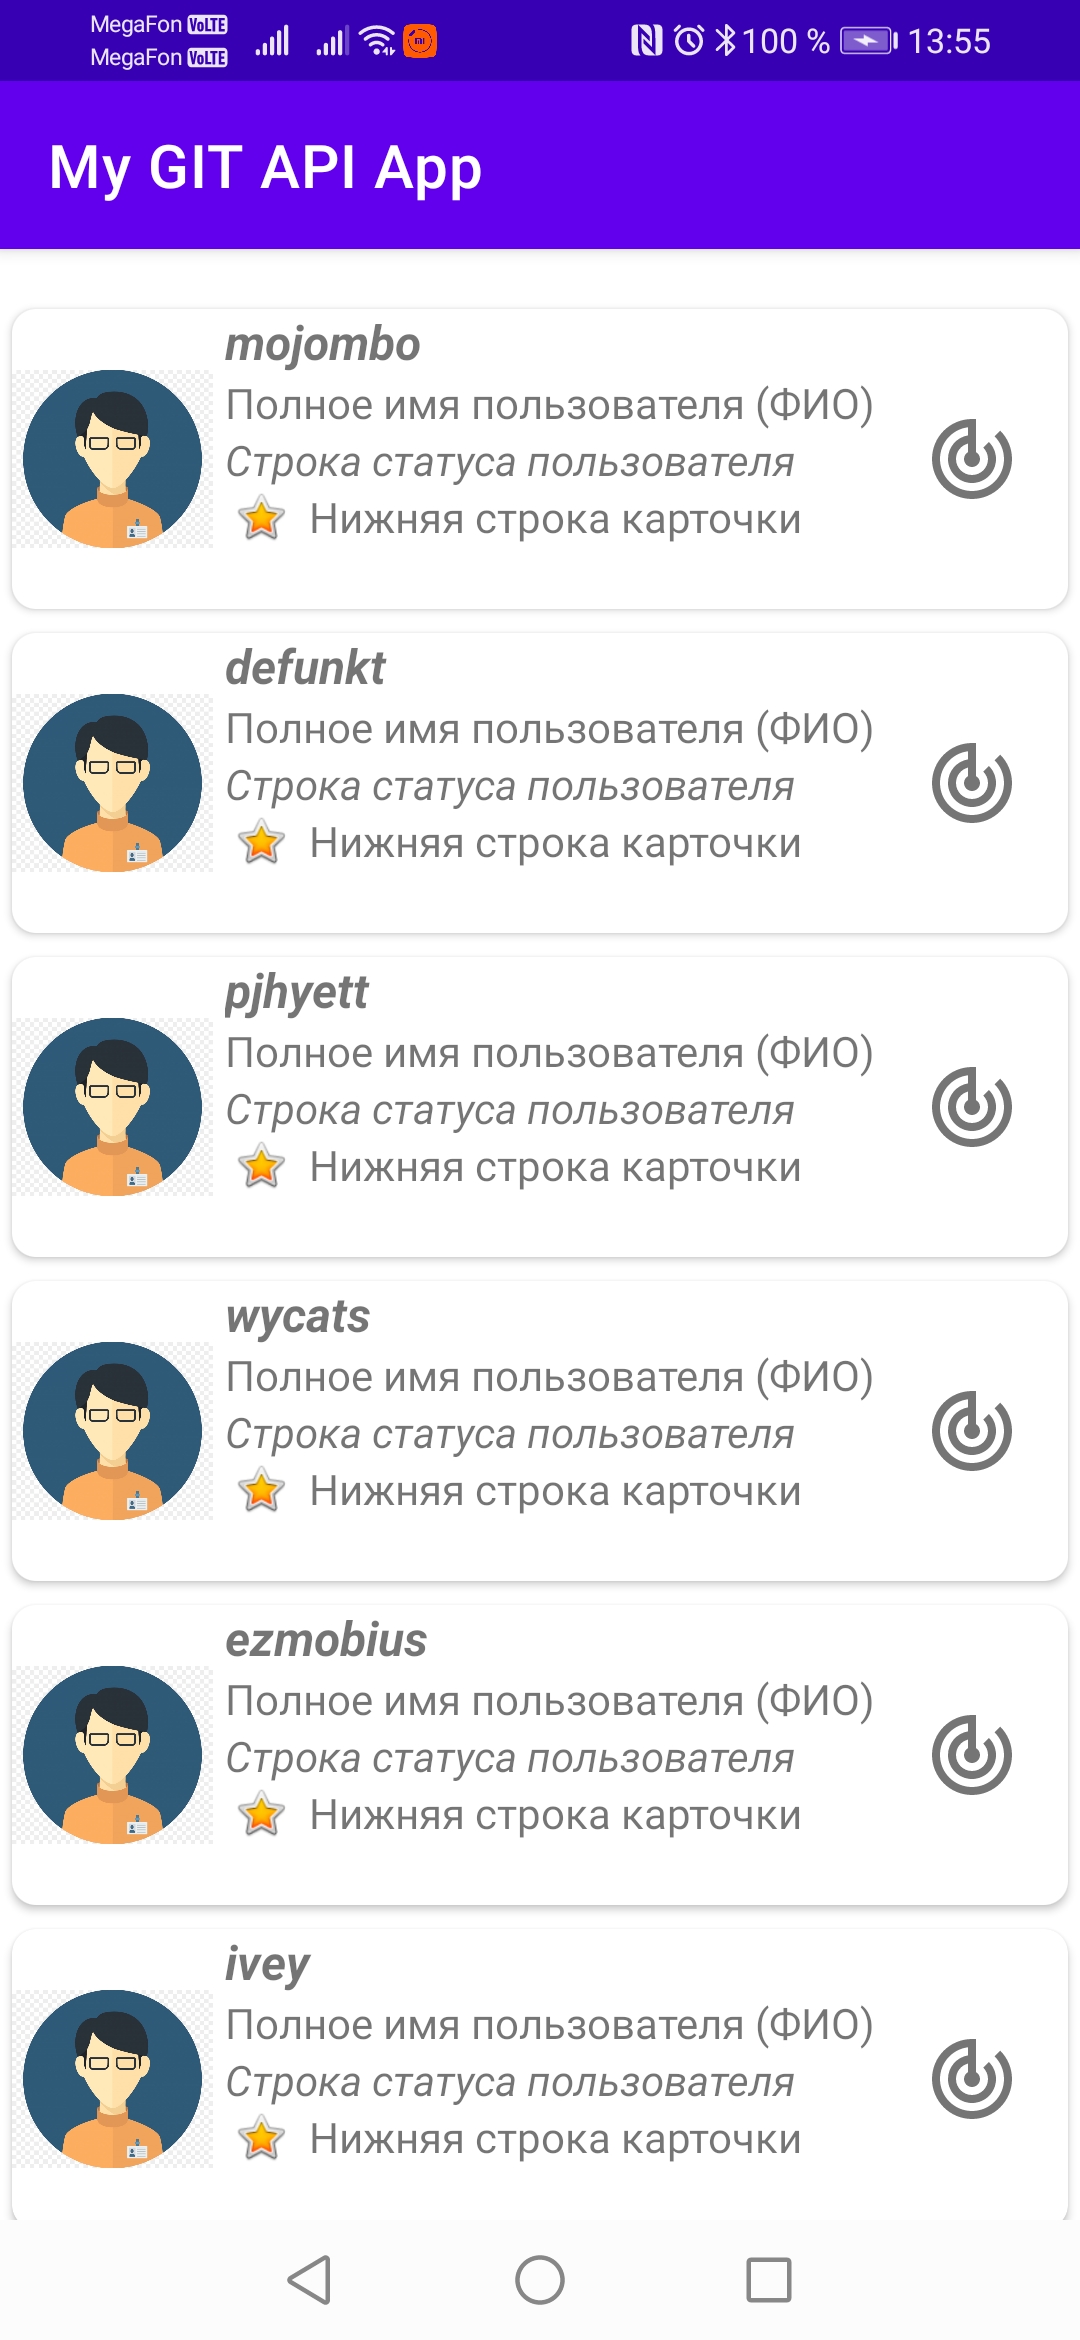 MegaFon VoLTE
MegaFon VoLTE
100 % 13:55
My GIT API App
mojombo
Полное имя пользователя (ФИО)
Строка статуса пользователя
Нижняя строка карточки
defunkt
Полное имя пользователя (ФИО)
Строка статуса пользователя
Нижняя строка карточки
pjhyett
Полное имя пользователя (ФИО)
Строка статуса пользователя
Нижняя строка карточки
wycats
Полное имя пользователя (ФИО)
Строка статуса пользователя
Нижняя строка карточки
ezmobius
Полное имя пользователя (ФИО)
Строка статуса пользователя
Нижняя строка карточки
ivey
Полное имя пользователя (ФИО)
Строка статуса пользователя
Нижняя строка карточки